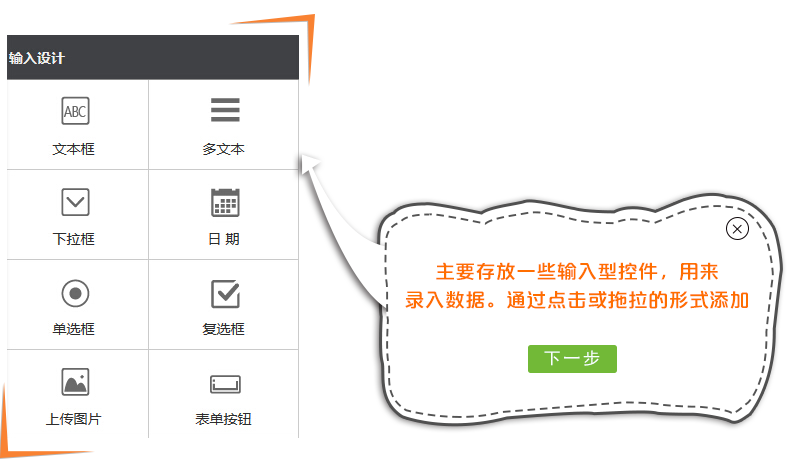 输入设计
ABC
文本框
多文本
下拉框
日 期
单选框
复选框
上传图片
表单按钮
主要存放一些输入型控件，用来
录入数据。通过点击或拖拉的形式添加
下一步